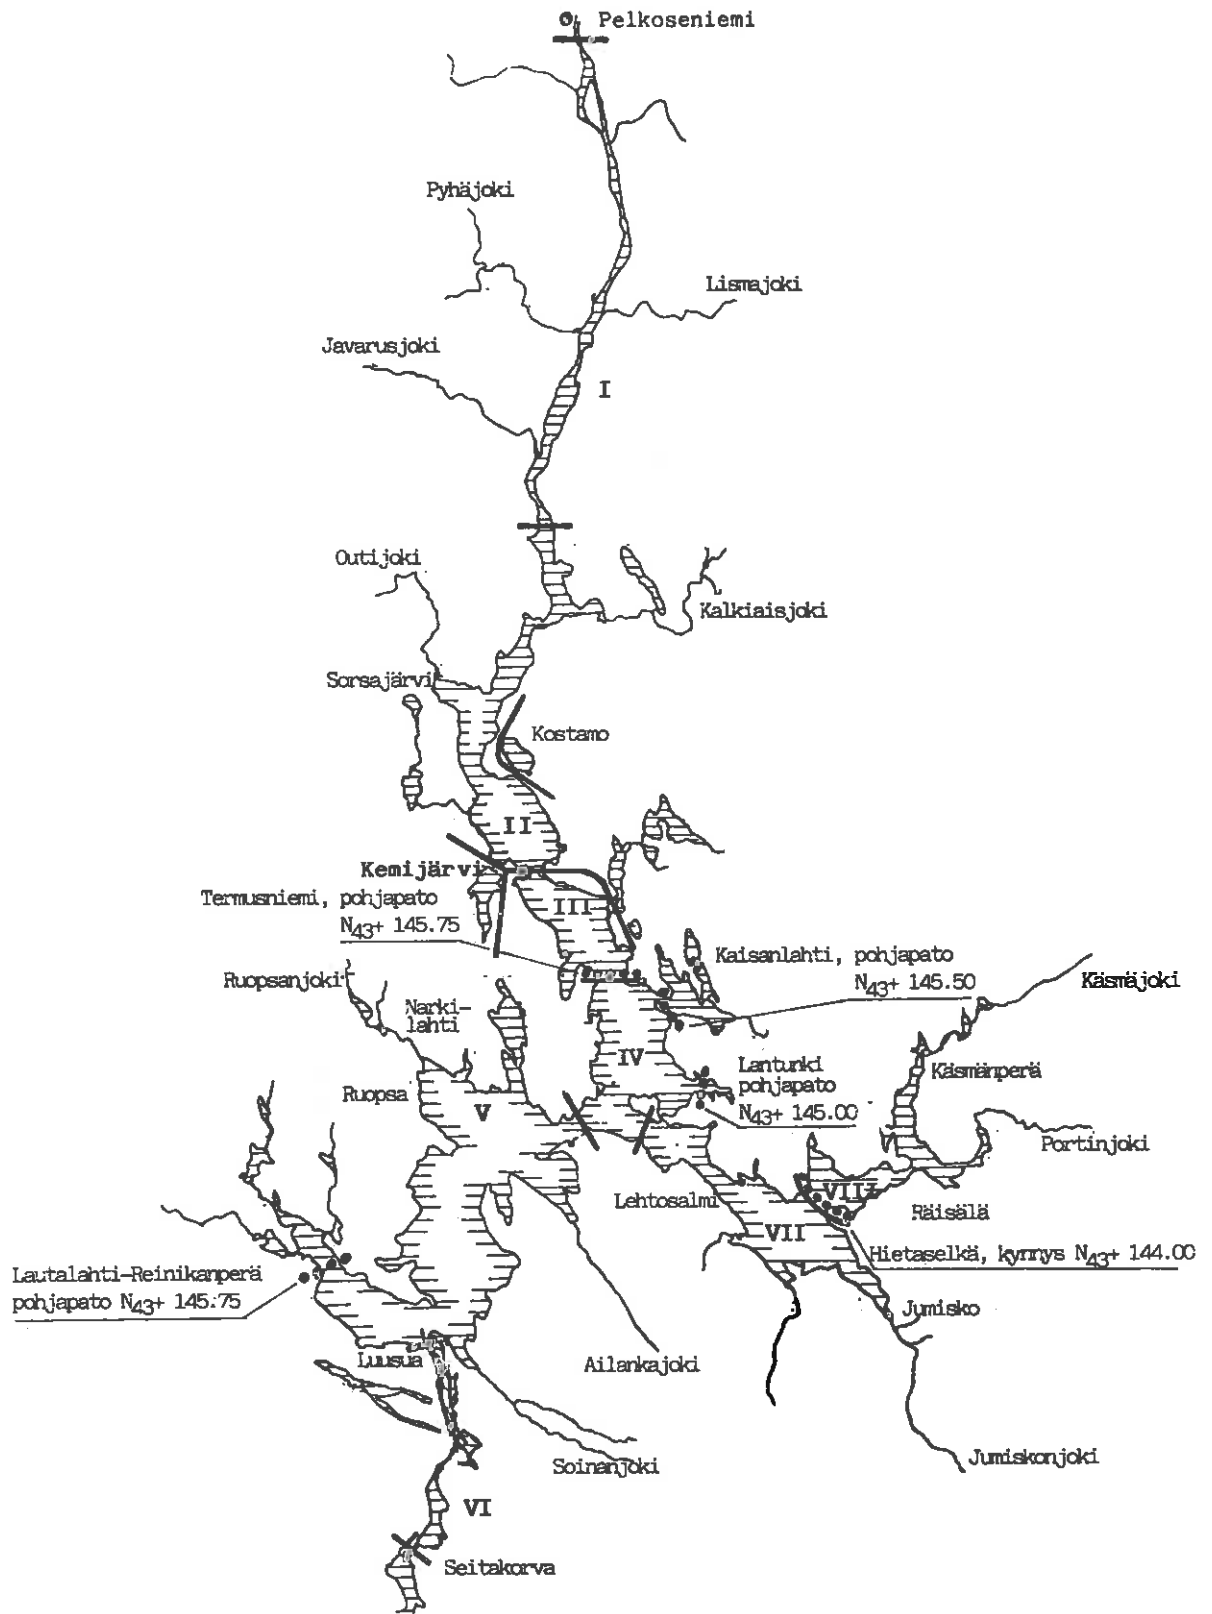 Pelkoseniemi
Pyhäjoki
Lismajoki
Javarusjoki
I
Outijoki
Kalkiaisjoki
Sorsajärvi
Kostamo
II
Kemijärvi
Termusniemi, pohjapato
N43+ 145.75
III
Kaisanlahti, pohjapato
N43+ 145.50
Käsmäjoki
Ruopsanjoki
Narki-
lahti
IV
Lantunki
pohjapato
N43+ 145.00
Käsmänperä
Ruopsa
V
Portinjoki
Lehtosalmi
VIII
Räisälä
VII
Hietaselkä, kynnys N43+ 144.00
Lautalahti-Reinikanperä
pohjapato N43+ 145.75
Jumisko
Luusua
Ailankajoki
Soinanjoki
Jumiskonjoki
VI
Seitakorva